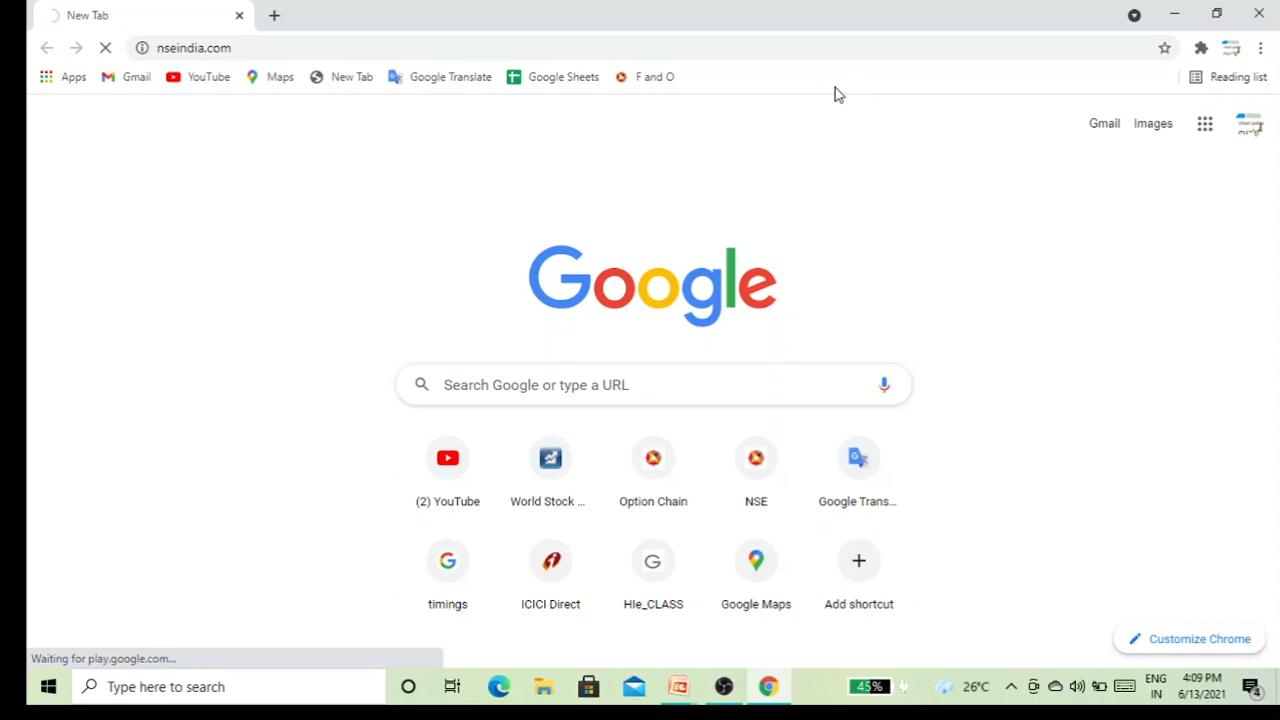 New Tab
nseindia.com
Apps Gmail YouTube Maps New Tab Google Translate Google Sheets F and O Reading list
Gmail Images
Google
Search Google or type a URL
(2) YouTube World Stock ... Option Chain NSE Google Trans...
timings ICICI Direct HIe_CLASS Google Maps Add shortcut
Customize Chrome
Waiting for play.google.com...
Type here to search 45% 26°C ENG 4:09 PM
IN 6/13/2021 4